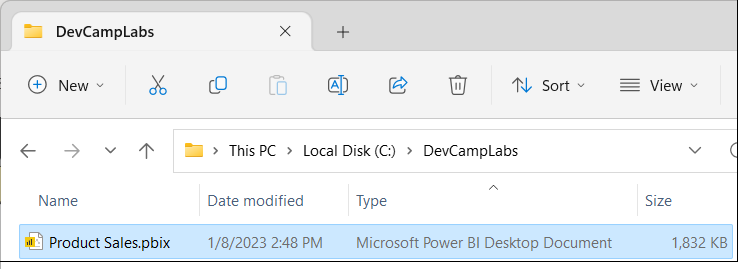 DevCampLabs
New Sort View
This PC Local Disk (C:) DevCampLabs
Name Date modified Type Size
Product Sales.pbix 1/8/2023 2:48 PM Microsoft Power BI Desktop Document 1,832 KB